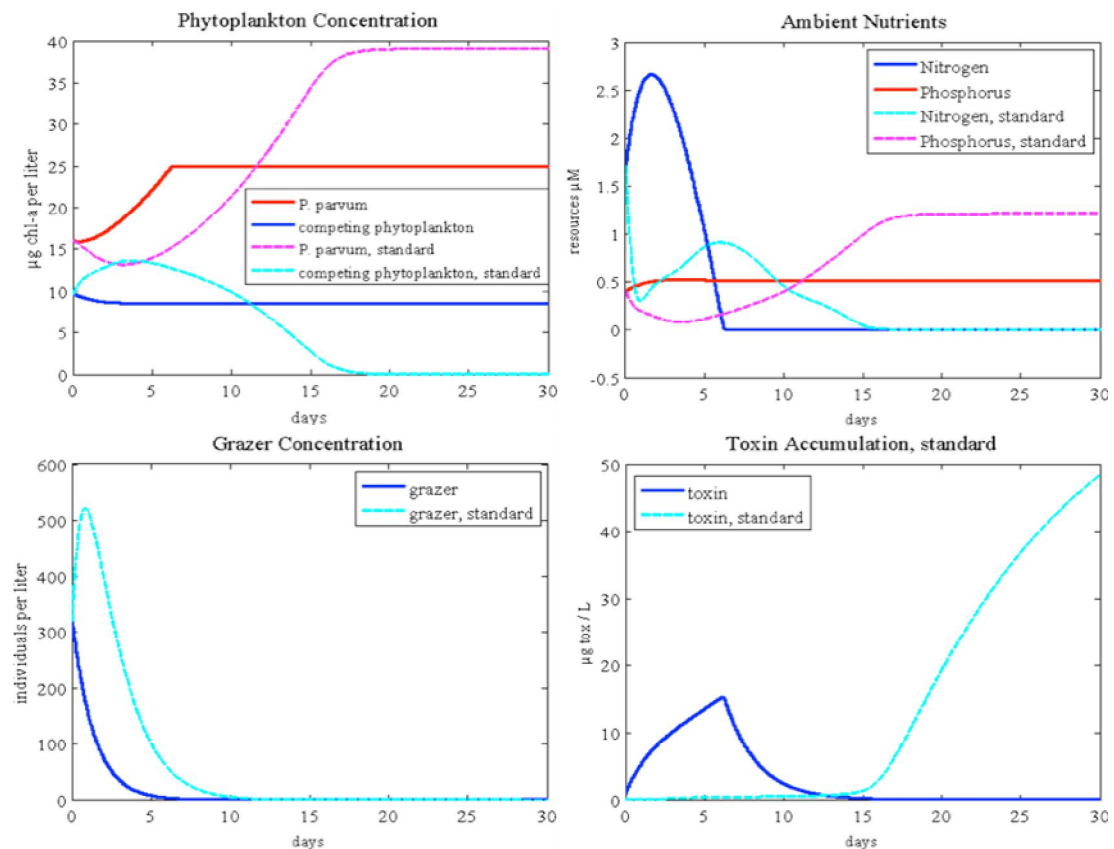 Phytoplankton Concentration
40
35
30
25
20
15
10
5
0
µg chl-a per liter
P. parvum
competing phytoplankton
P. parvum, standard
competing phytoplankton, standard
0 5 10 15 20 25 30
days
Ambient Nutrients
3
2.5
2
1.5
1
0.5
0
-0.5
resources µM
Nitrogen
Phosphorus
Nitrogen, standard
Phosphorus, standard
0 5 10 15 20 25 30
days
Grazer Concentration
600
500
400
300
200
100
0
individuals per liter
grazer
grazer, standard
0 5 10 15 20 25 30
days
Toxin Accumulation, standard
50
40
30
20
10
0
µg tox / L
toxin
toxin, standard
0 5 10 15 20 25 30
days